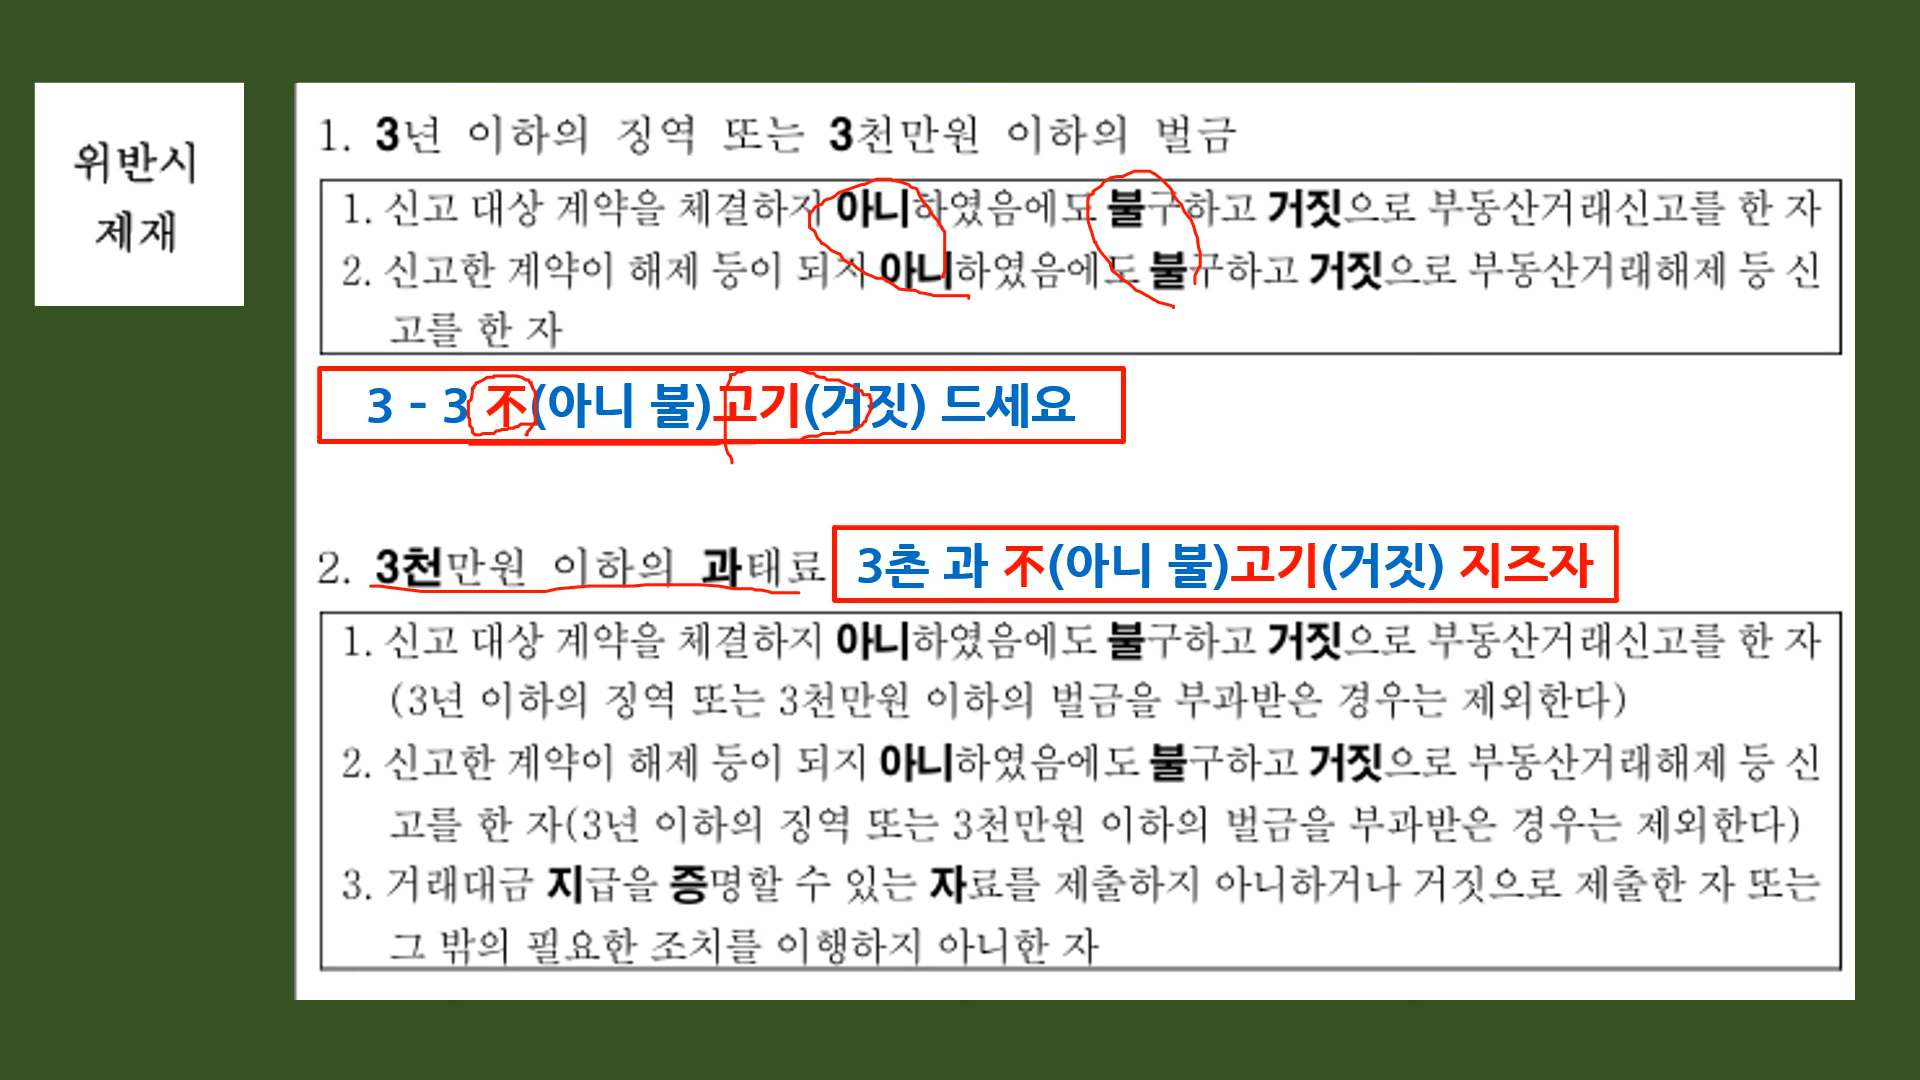 위반시
제재
1. 3년 이하의 징역 또는 3천만원 이하의 벌금
1. 신고 대상 계약을 체결하지 아니하였음에도 불구하고 거짓으로 부동산거래신고를 한 자
2. 신고한 계약이 해제 등이 되지 아니하였음에도 불구하고 거짓으로 부동산거래해제 등 신
고를 한 자
3 - 3 不(아니 불)고기(거짓) 드세요
2. 3천만원 이하의 과태료 3촌 과 不(아니 불)고기(거짓) 지즈자
1. 신고 대상 계약을 체결하지 아니하였음에도 불구하고 거짓으로 부동산거래신고를 한 자
(3년 이하의 징역 또는 3천만원 이하의 벌금을 부과받은 경우는 제외한다)
2. 신고한 계약이 해제 등이 되지 아니하였음에도 불구하고 거짓으로 부동산거래해제 등 신
고를 한 자(3년 이하의 징역 또는 3천만원 이하의 벌금을 부과받은 경우는 제외한다)
3. 거래대금 지급을 증명할 수 있는 자료를 제출하지 아니하거나 거짓으로 제출한 자 또는
그 밖의 필요한 조치를 이행하지 아니한 자